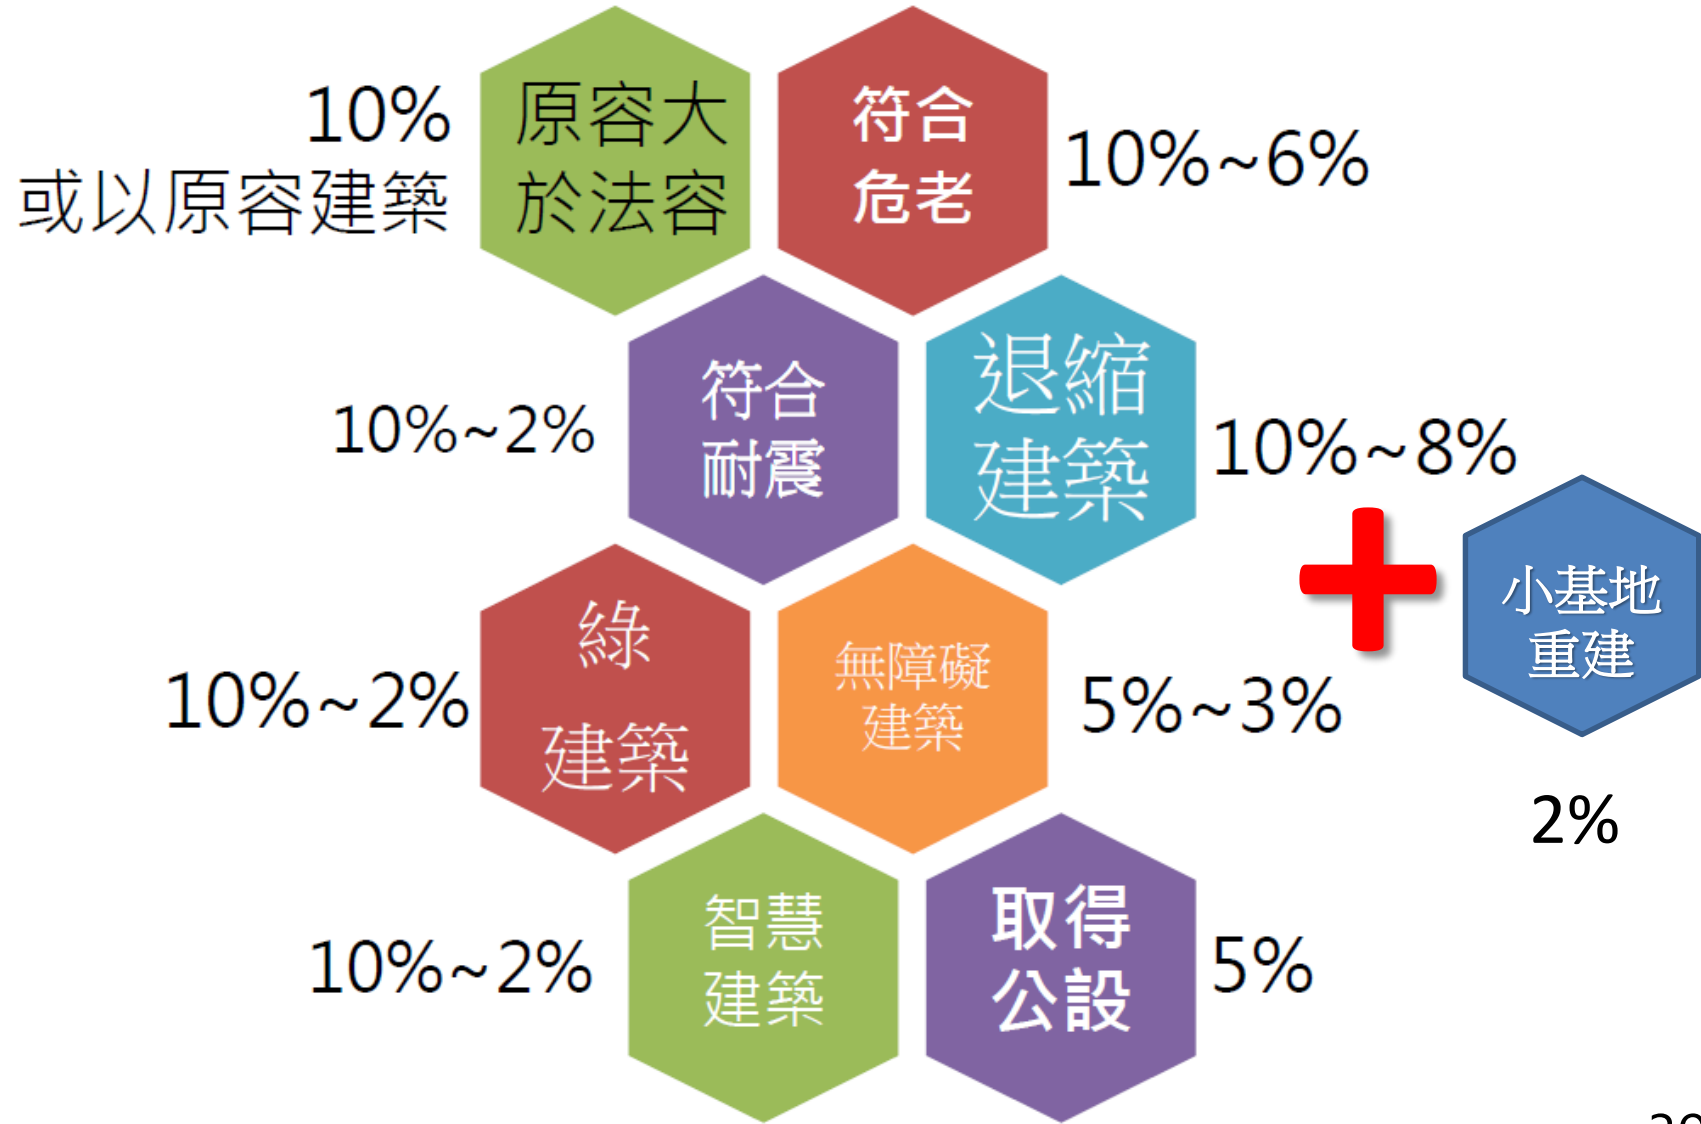 10%
或以原容建築
原容大
於法容
符合
危老
10%~6%
10%~2%
符合
耐震
退縮
建築
10%~8%
小基地
重建
2%
10%~2%
綠
建築
無障礙
建築
5%~3%
10%~2%
智慧
建築
取得
公設
5%